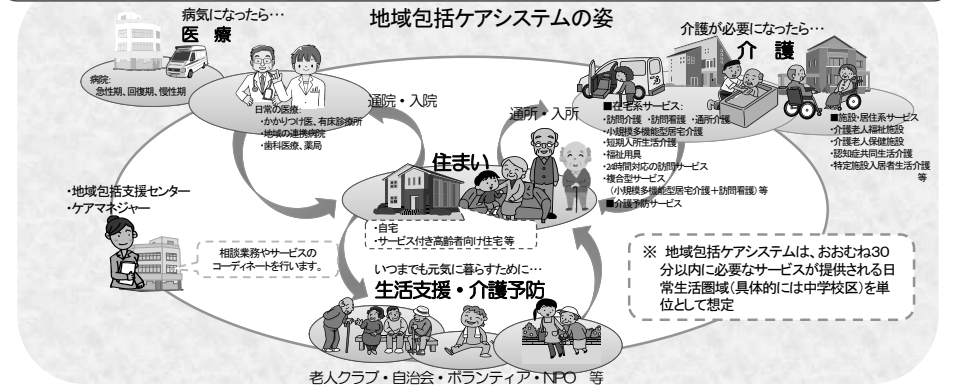 地域包括ケアシステムの姿
病気になったら…
医 療
病院:
急性期、回復期、慢性期
日常の医療:
・かかりつけ医、有床診療所
・地域の連携病院
・歯科医療、薬局
通院・入院
通所・入所
介護が必要になったら…
介 護
■在宅系サービス:
・訪問介護 ・訪問看護 ・通所介護
・小規模多機能型居宅介護
・短期入所生活介護
・福祉用具
・24時間対応の訪問サービス
・複合型サービス
(小規模多機能型居宅介護+訪問看護) 等
■介護予防サービス
■施設・居住系サービス
・介護老人福祉施設
・介護老人保健施設
・認知症共同生活介護
・特定施設入居者生活介護
等
住まい
・自宅
・サービス付き高齢者向け住宅 等
・地域包括支援センター
・ケアマネジャー
相談業務やサービスの
コーディネートを行います。
いつまでも元気に暮らすために…
生活支援・介護予防
老人クラブ・自治会・ボランティア・NPO 等
※ 地域包括ケアシステムは、おおむね30
分以内に必要なサービスが提供される日
常生活圏域(具体的には中学校区)を単
位として想定